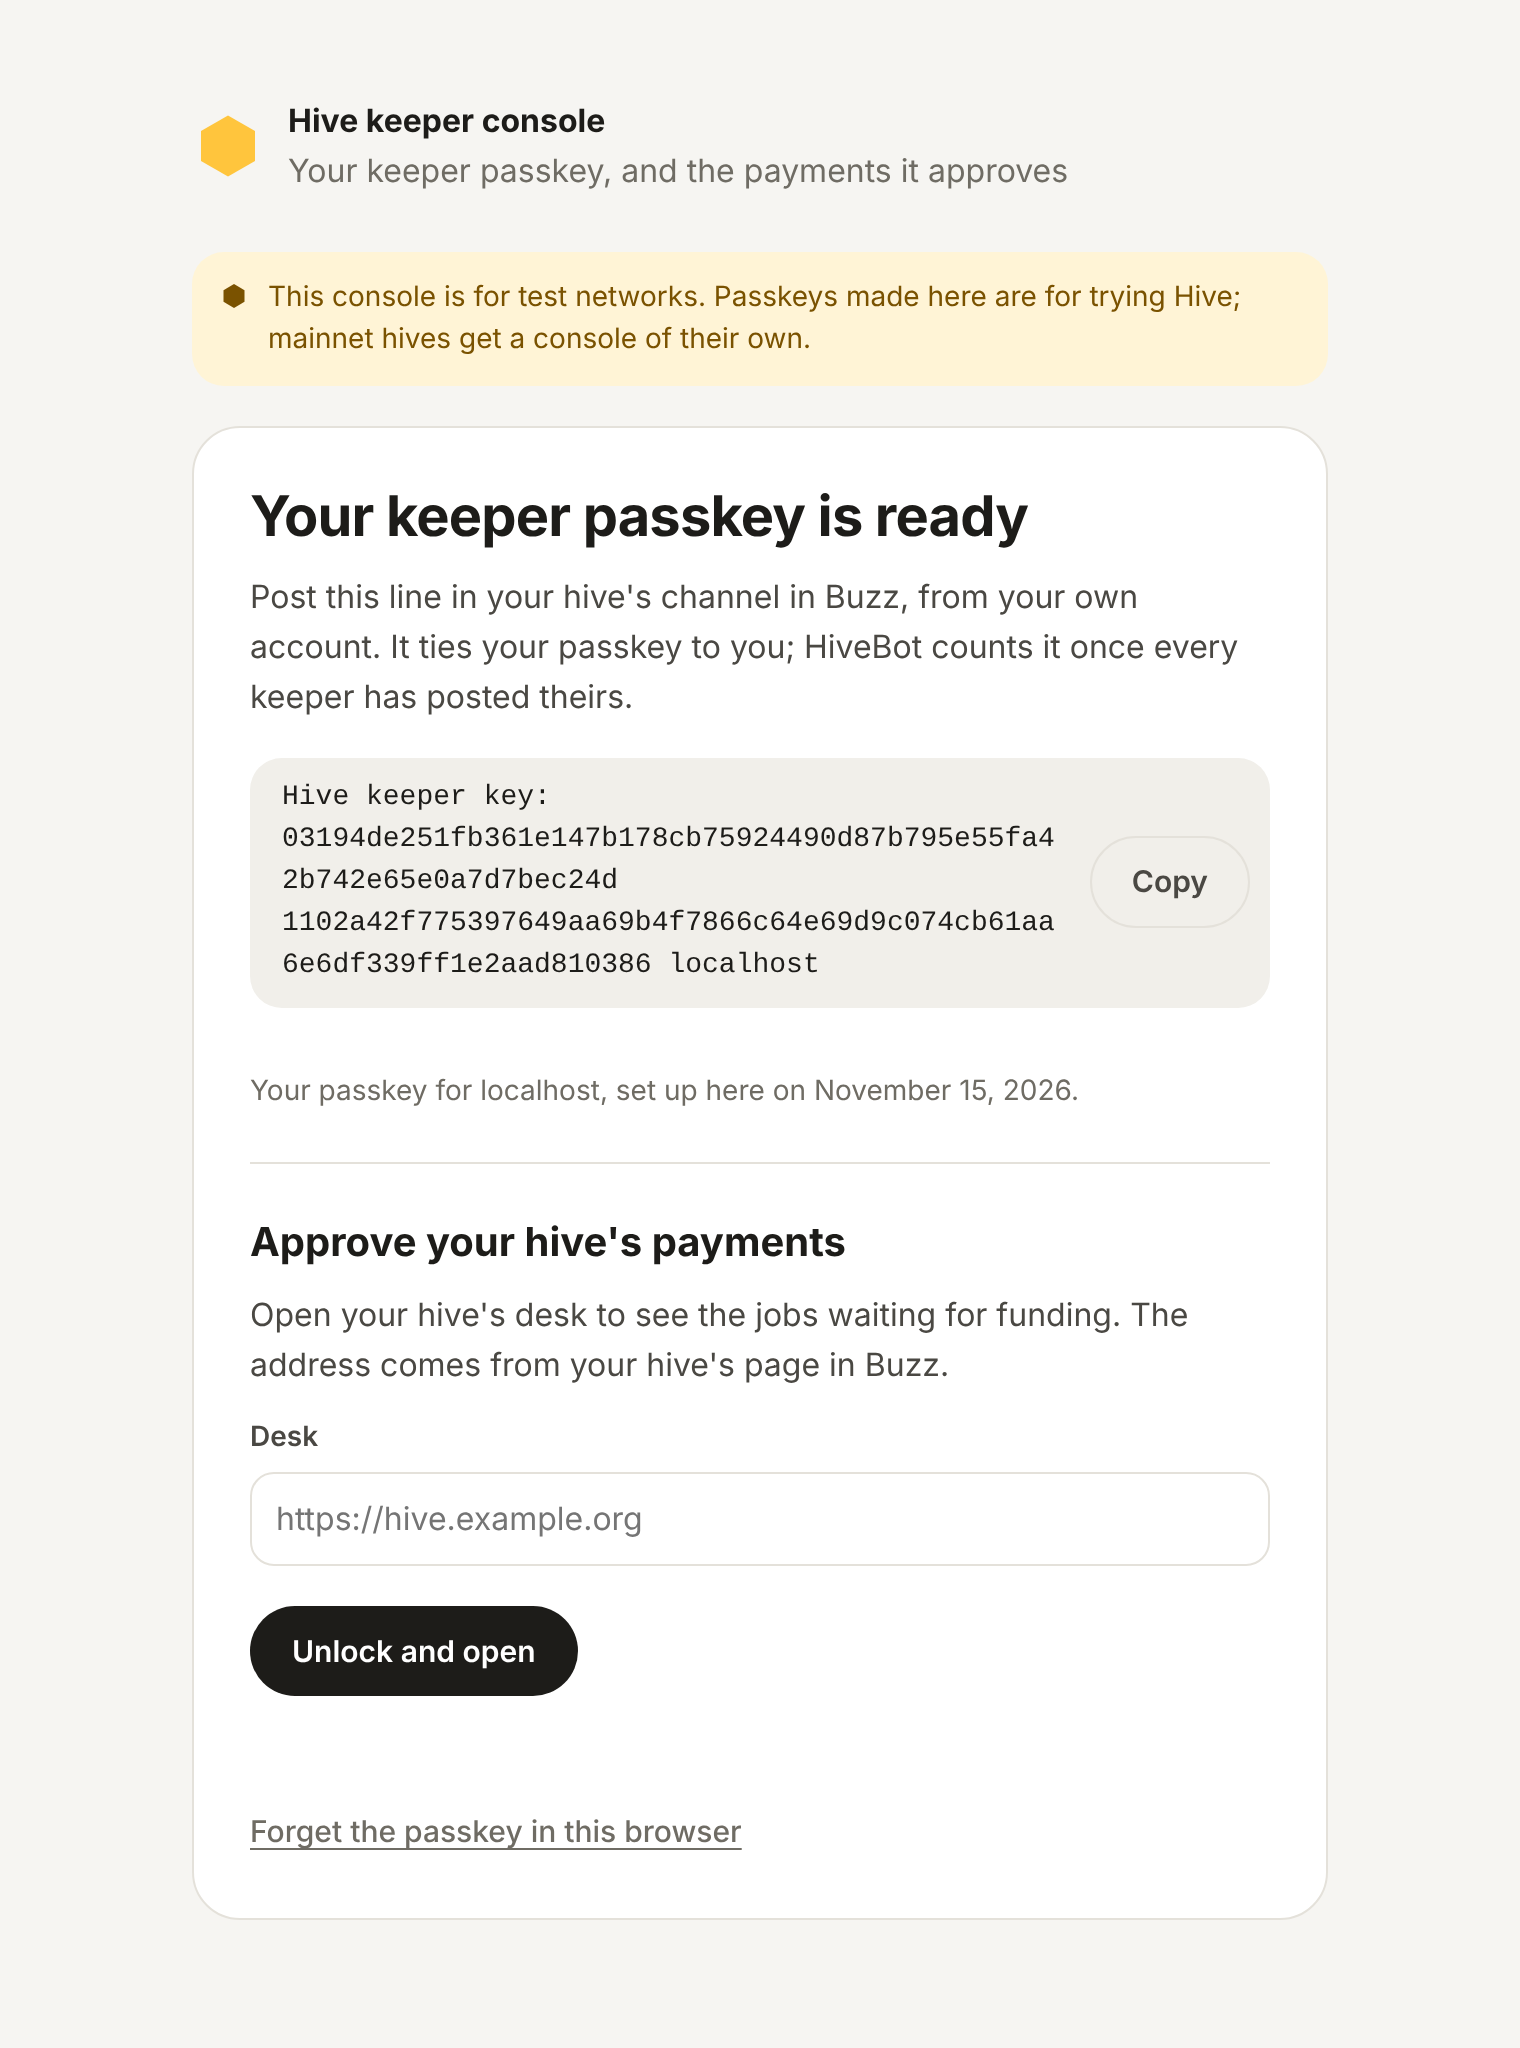 Hive keeper console
Your keeper passkey, and the payments it approves
This console is for test networks. Passkeys made here are for trying Hive;
mainnet hives get a console of their own.
Your keeper passkey is ready
Post this line in your hive's channel in Buzz, from your own
account. It ties your passkey to you; HiveBot counts it once every
keeper has posted theirs.
Hive keeper key:
03194de251fb361e147b178cb75924490d87b795e55fa4
2b742e65e0a7d7bec24d
1102a42f775397649aa69b4f7866c64e69d9c074cb61aa
6e6df339ff1e2aad810386 localhost
Copy
Your passkey for localhost, set up here on November 15, 2026.
Approve your hive's payments
Open your hive's desk to see the jobs waiting for funding. The
address comes from your hive's page in Buzz.
Desk
https://hive.example.org
Unlock and open
Forget the passkey in this browser